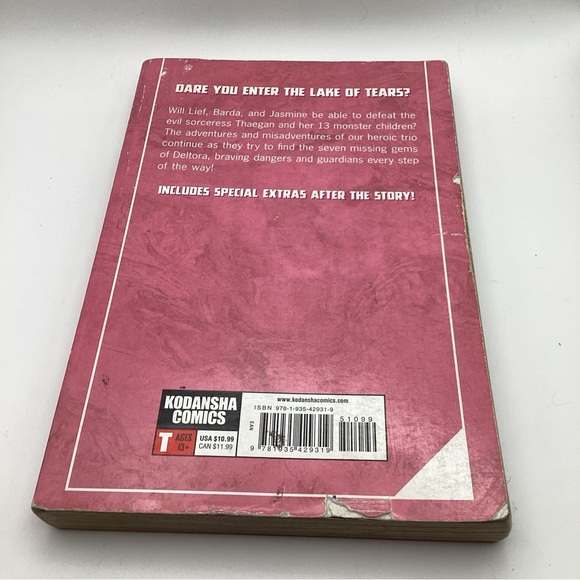 DARE YOU ENTER THE LAKE OF TEARS?
Will Lief, Barda, and Jasmine be able to defeat the
evil sorceress Thaegan and her 13 monster children?
The adventures and misadventures of our heroic trio
continue as they try to find the seven missing gems
of Deltora, braving dangers and guardians every step
of the way!
INCLUDES SPECIAL EXTRAS AFTER THE STORY!
KODANSHA
COMICS
T AGES
13+
USA $10.99
CAN $11.99
www.kodanshacomics.com
ISBN 978-1-935-42931-9
51099
EAN
9 781935 429319